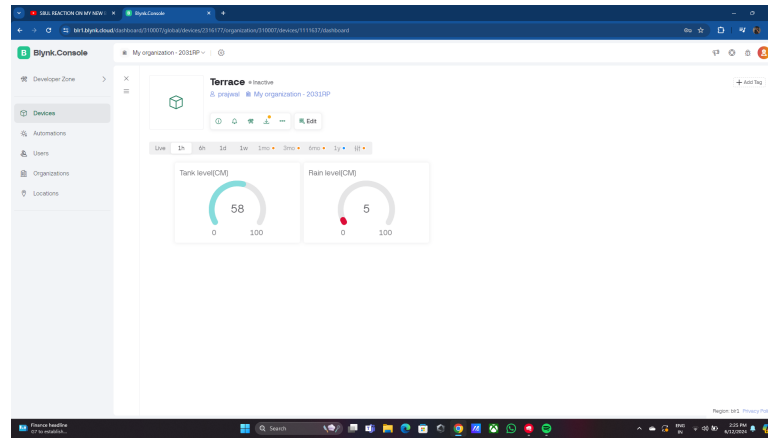 SBUL REACTION ON MY NEW
Blynk.Console
blr1.blynk.cloud/dashboard/310007/global/devices/2316177/organization/310007/devices/1111637/dashboard
Blynk.Console
My organization - 2031RP
Developer Zone
Devices
Automations
Users
Organizations
Locations
Terrace Inactive
prajwal My organization - 2031RP
Edit
Add Tag
Live 1h 6h 1d 1w 1mo 3mo 6mo 1y
Tank level(CM)
58
0 100
Rain level(CM)
5
0 100
Region: blr1 Privacy
Finance headline
07 to establish...
Search
ENG
IN
2:25 PM
6/12/2024